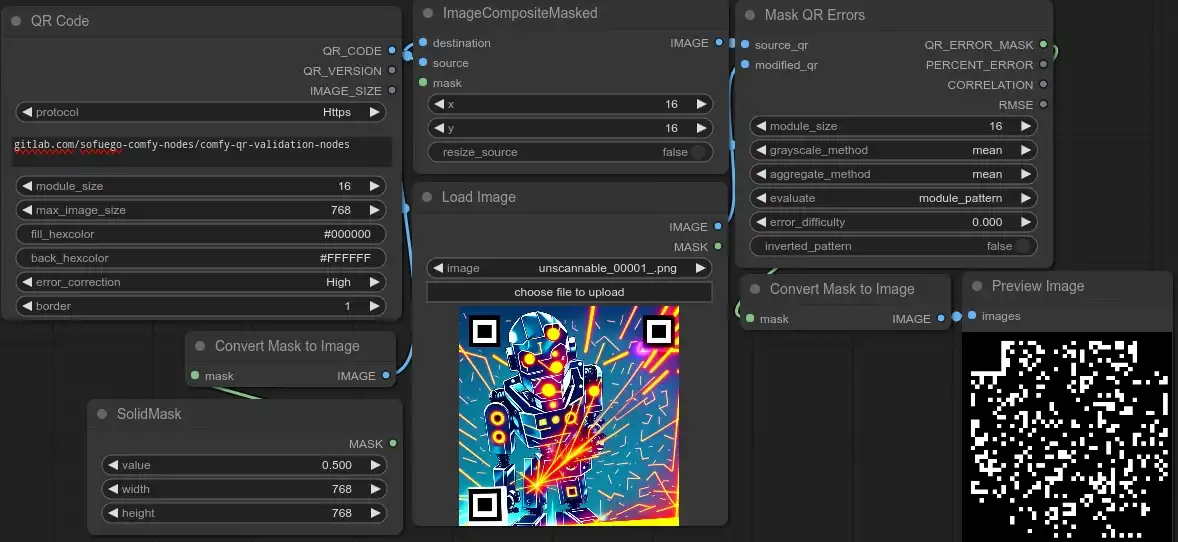 QR Code
QR_CODE
QR_VERSION
IMAGE_SIZE
protocol Https
gitlab.com/sofuego-comfy-nodes/comfy-qr-validation-nodes
module_size 16
max_image_size 768
fill_hexcolor #000000
back_hexcolor #FFFFFF
error_correction High
border 1
Convert Mask to Image
mask IMAGE
SolidMask
MASK
value 0.500
width 768
height 768
ImageCompositeMasked
destination IMAGE
source
mask
x 16
y 16
resize_source false
Load Image
IMAGE
MASK
image unscannable_00001_.png
choose file to upload
Mask QR Errors
source_qr QR_ERROR_MASK
modified_qr PERCENT_ERROR
CORRELATION
RMSE
module_size 16
grayscale_method mean
aggregate_method mean
evaluate module_pattern
error_difficulty 0.000
inverted_pattern false
Convert Mask to Image
mask IMAGE
Preview Image
images